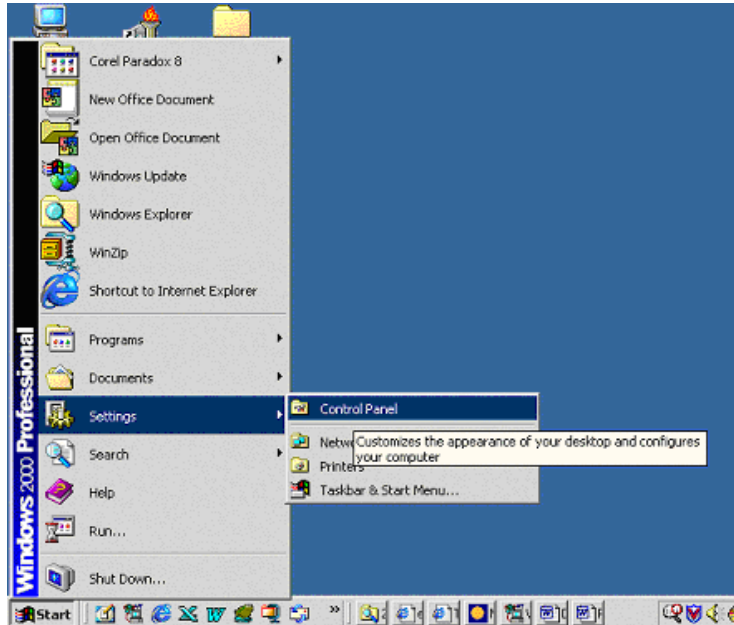 Corel Paradox 8
New Office Document
Open Office Document
Windows Update
Windows Explorer
WinZip
Shortcut to Internet Explorer
Programs
Documents
Settings
Search
Help
Run...
Shut Down...
Windows 2000 Professional
Control Panel
Netw
Customizes the appearance of your desktop and configures
your computer
Printers
Taskbar & Start Menu...
Start